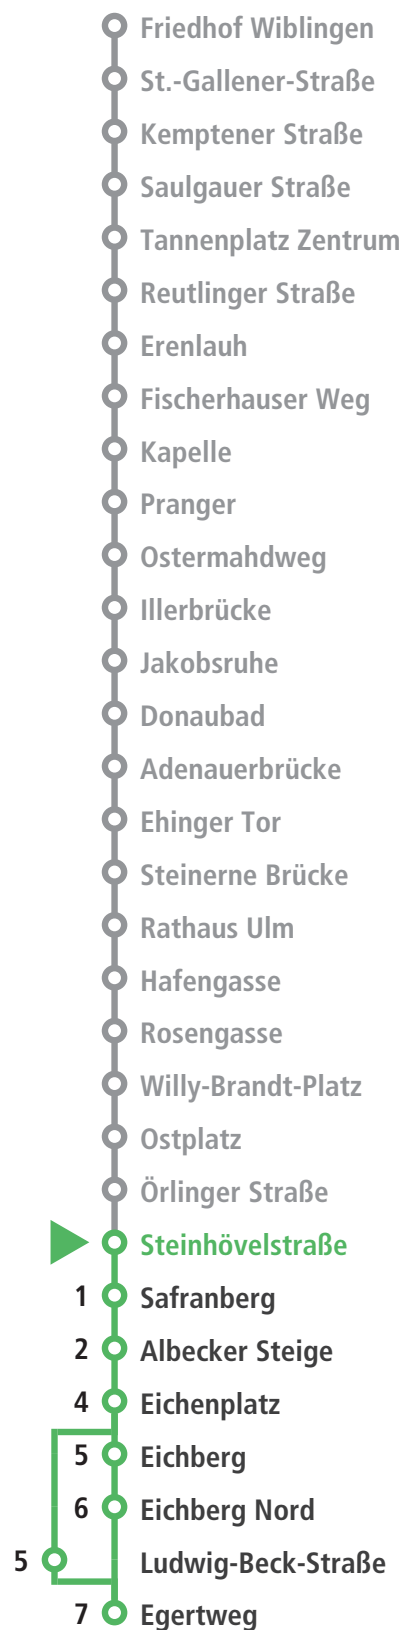 Friedhof Wiblingen
St.-Gallener-Straße
Kemptener Straße
Saulgauer Straße
Tannenplatz Zentrum
Reutlinger Straße
Erenlauh
Fischerhauser Weg
Kapelle
Pranger
Ostermahdweg
Illerbrücke
Jakobsruhe
Donaubad
Adenauerbrücke
Ehinger Tor
Steinerne Brücke
Rathaus Ulm
Hafengasse
Rosengasse
Willy-Brandt-Platz
Ostplatz
Örlinger Straße
Steinhövelstraße
1 Safranberg
2 Albecker Steige
4 Eichenplatz
5 Eichberg
6 Eichberg Nord
5 Ludwig-Beck-Straße
7 Egertweg